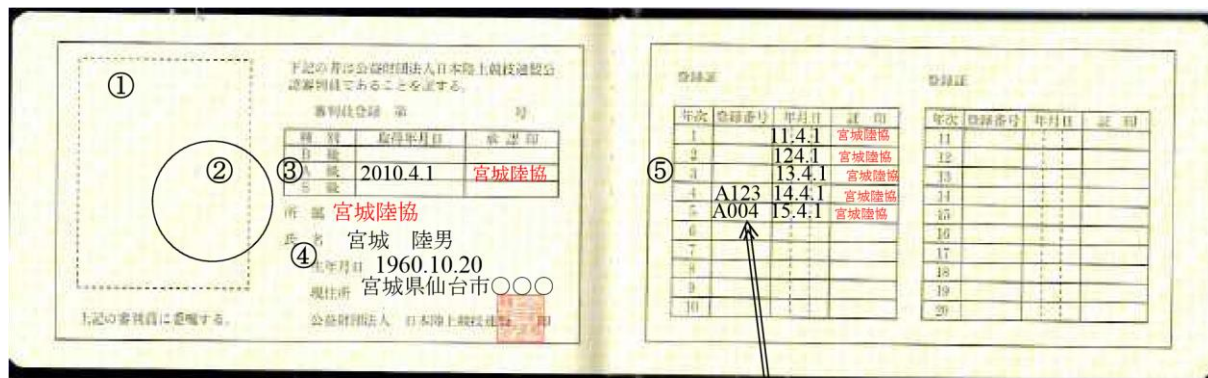 ①
下記の者は公益財団法人日本陸上競技連盟公
認審判員であることを証する。
審判員登録 第 号
②
③
種 別 取得年月日 承 認 印
B 級
A 級 2010.4.1 宮城陸協
S 級
所 属 宮城陸協
氏 名 宮城 陸男
④
生年月日 1960.10.20
現住所 宮城県仙台市○○○
上記の審判員に委嘱する。
公益財団法人 日本陸上競技連盟 印
登録証
年次 登録番号 年月日 証 印
1 11.4.1 宮城陸協
2 124.1 宮城陸協
⑤
3 13.4.1 宮城陸協
4 A123 14.4.1 宮城陸協
5 A004 15.4.1 宮城陸協
6
7
8
9
10
登録証
年次 登録番号 年月日 証 印
11
12
13
14
15
16
17
18
19
20